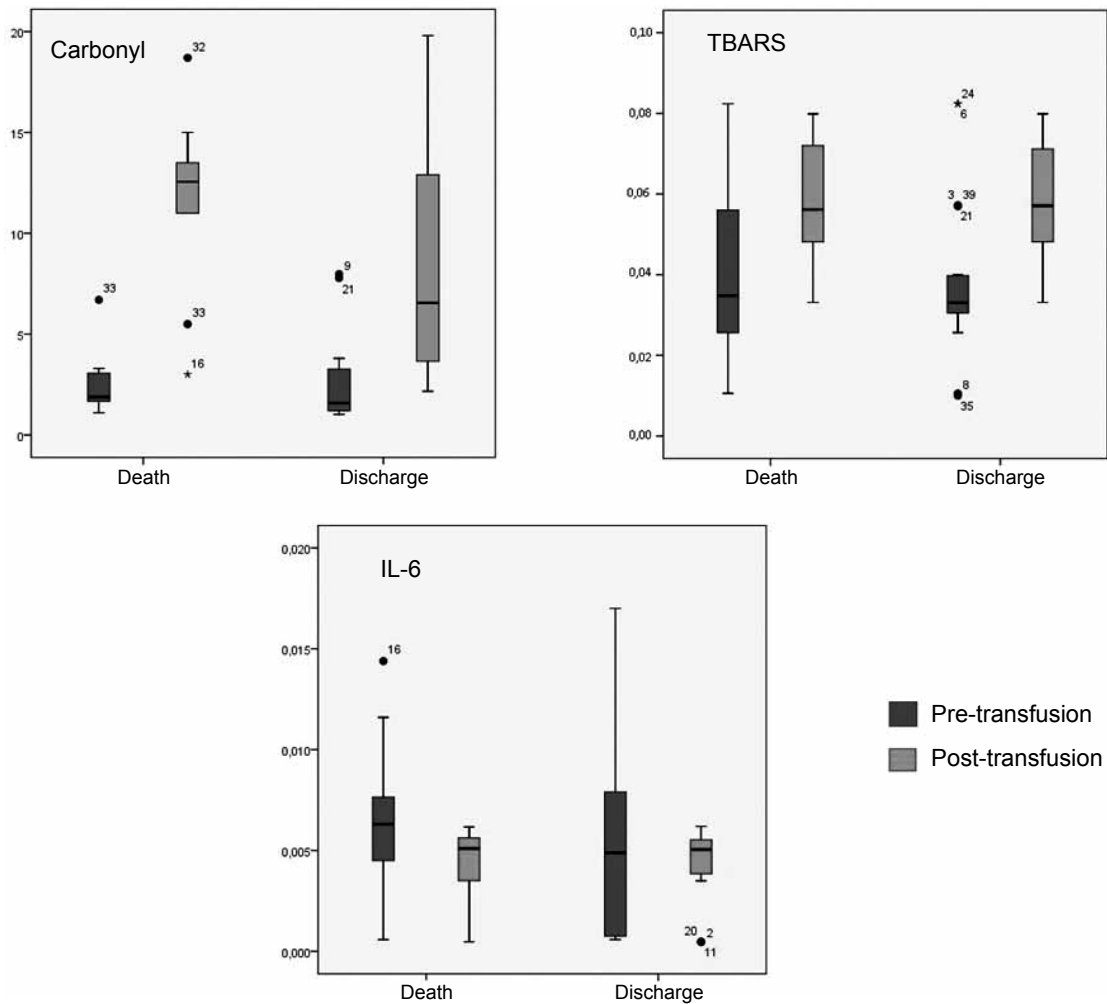 Carbonyl
20
15
10
5
0
32
33
33
16
9
21
Death
Discharge
TBARS
0,10
0,08
0,06
0,04
0,02
0,00
24
6
3 39
21
8
35
Death
Discharge
IL-6
0,020
0,015
0,010
0,005
0,000
16
20 2
11
Death
Discharge
Pre-transfusion
Post-transfusion